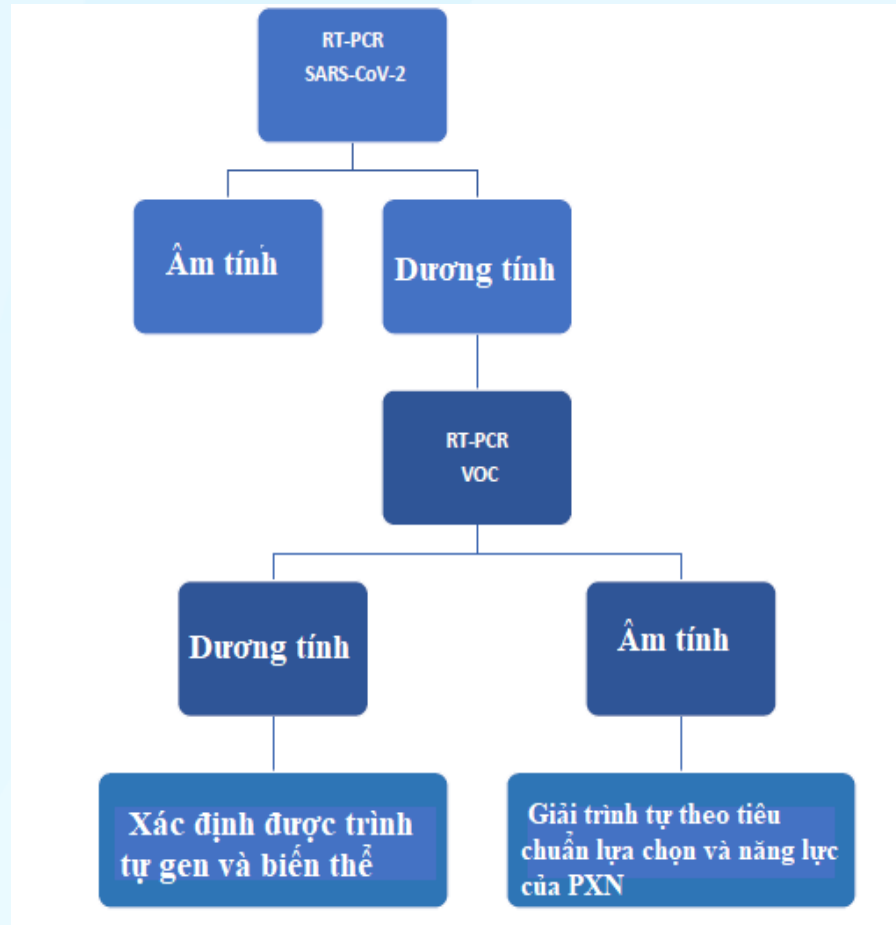 RT-PCR
SARS-CoV-2
Âm tính
Dương tính
RT-PCR
VOC
Dương tính
Âm tính
Xác định được trình
tự gen và biến thể
Giải trình tự theo tiêu
chuẩn lựa chọn và năng lực
của PXN